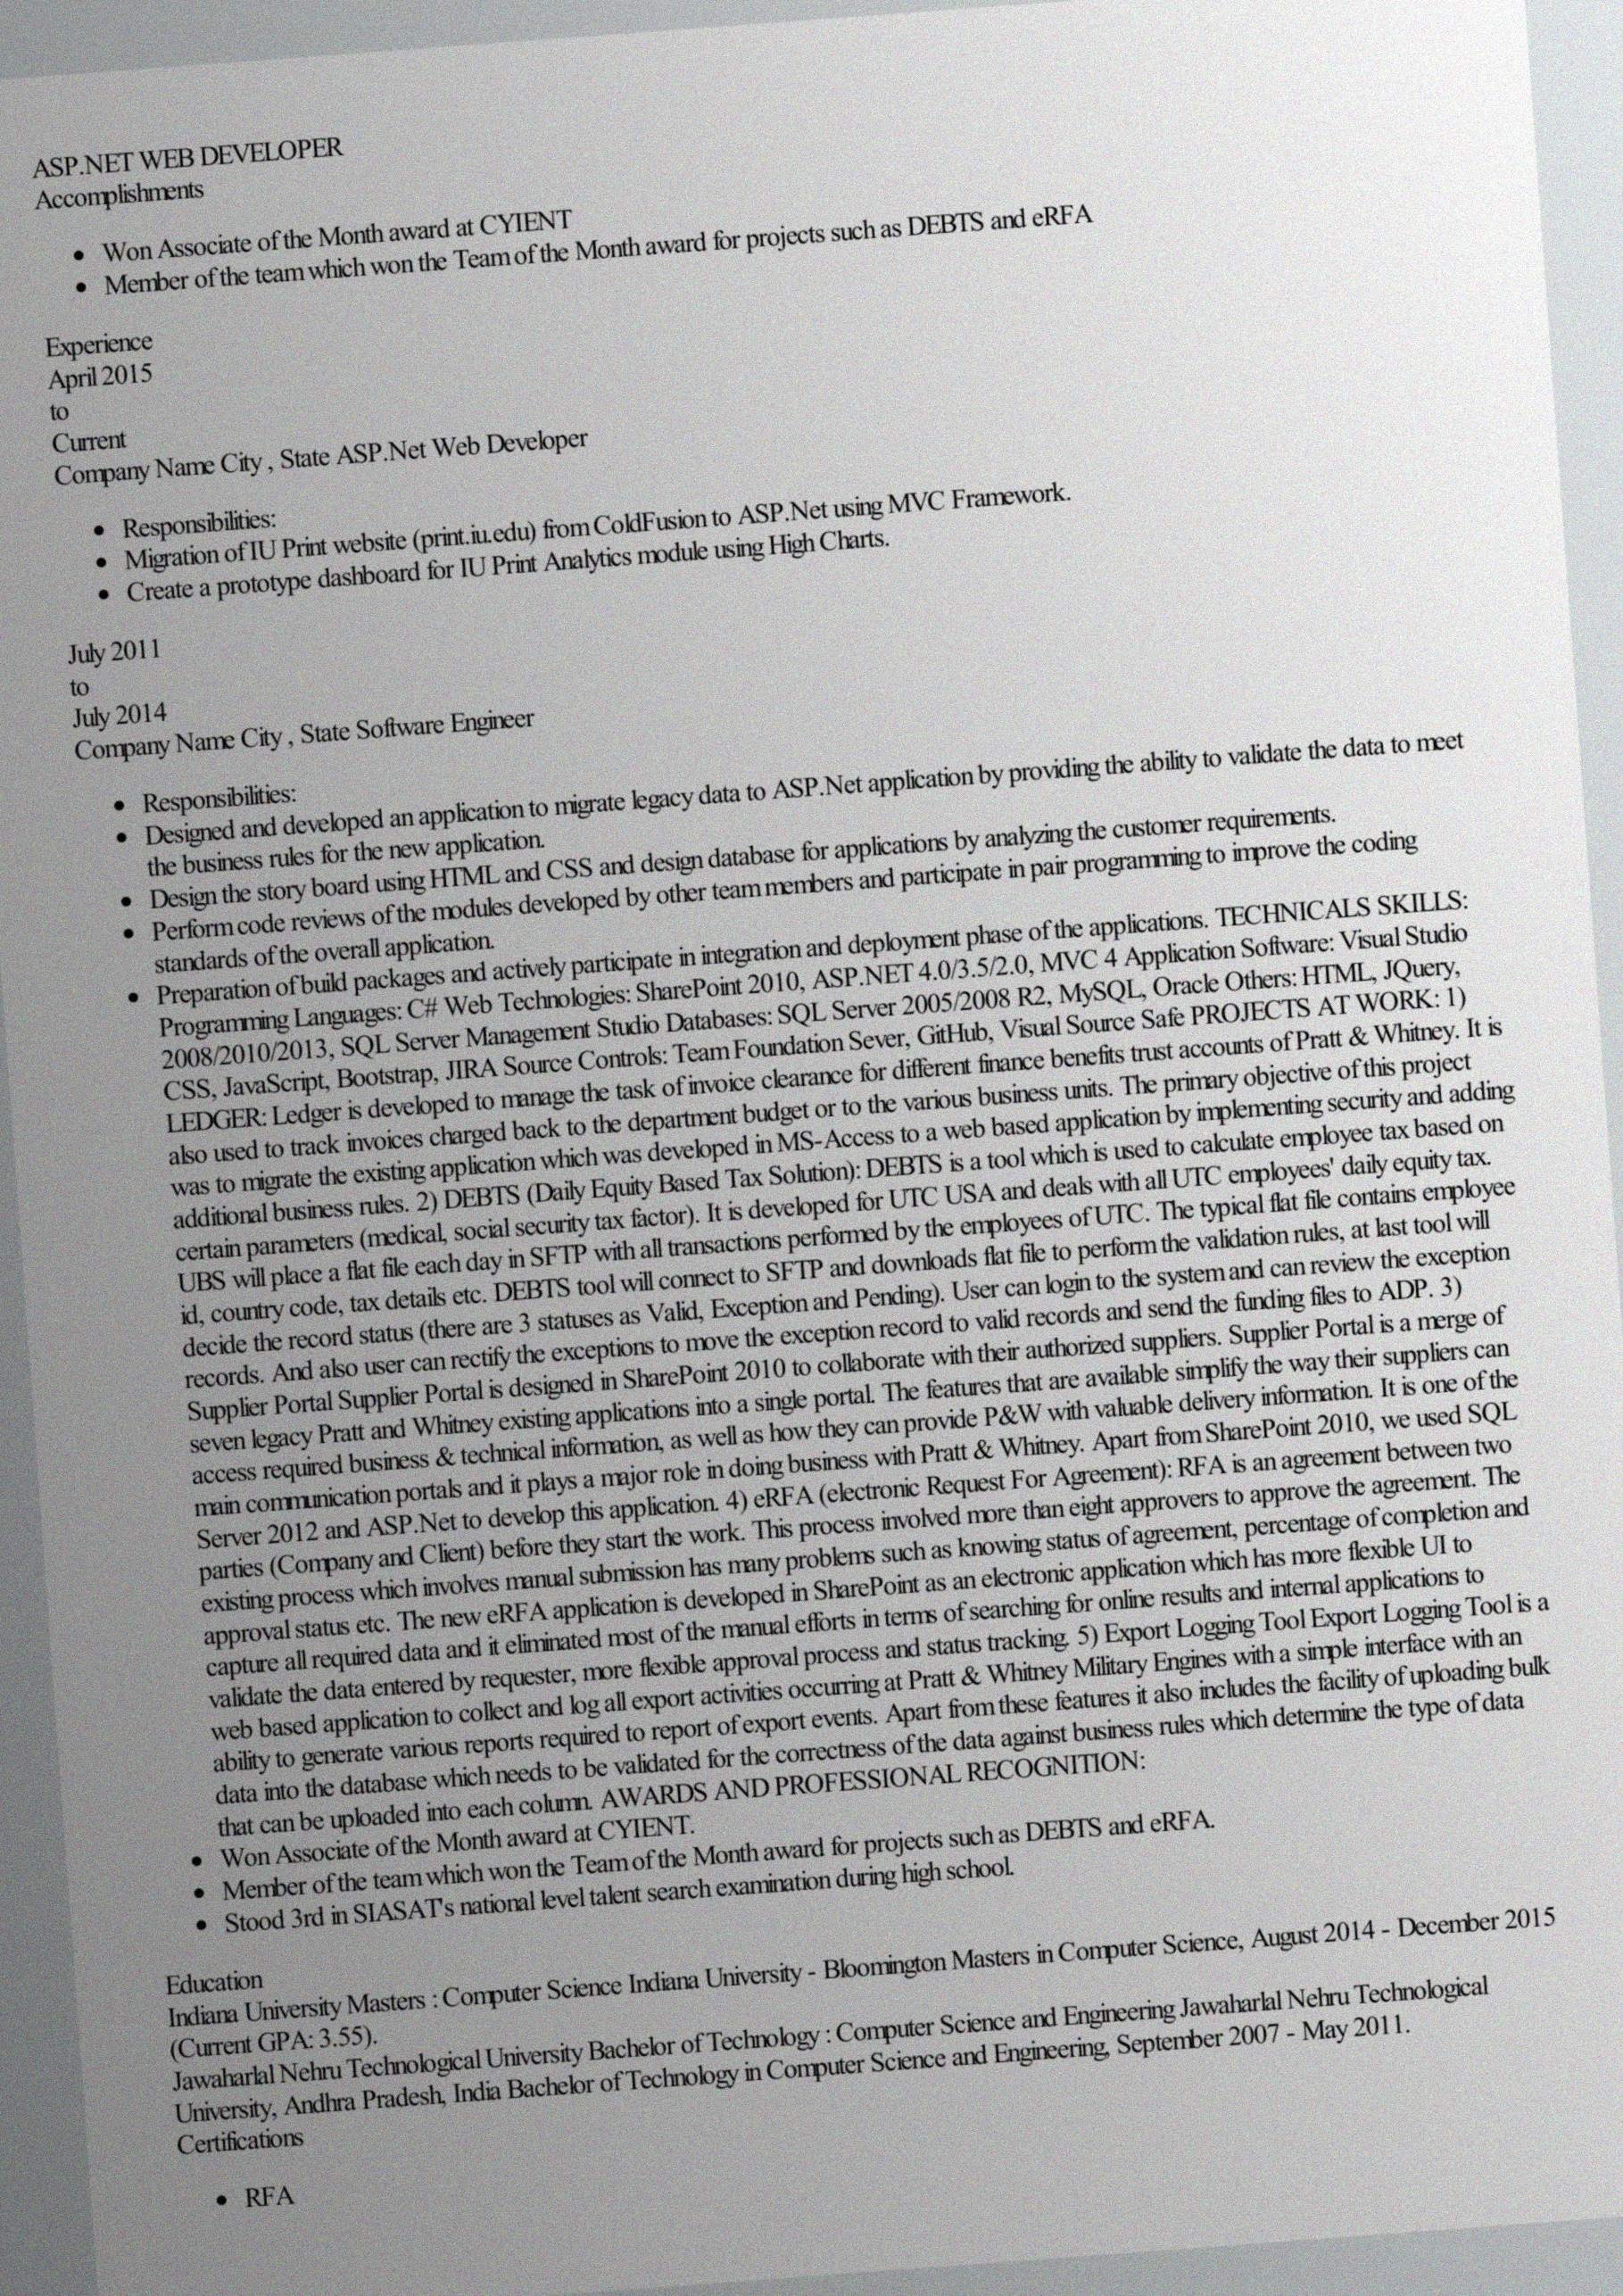 ASP.NET WEB DEVELOPER
Accomplishments
• Won Associate of the Month award at CYIENT
• Member of the team which won the Team of the Month award for projects such as DEBTS and eRFA
Experience
April 2015
to
Current
Company Name City , State ASP.Net Web Developer
• Responsibilities:
• Migration of IU Print website (print.iu.edu) from ColdFusion to ASP.Net using MVC Framework.
• Create a prototype dashboard for IU Print Analytics module using High Charts.
July 2011
to
July 2014
Company Name City , State Software Engineer
• Responsibilities:
• Designed and developed an application to migrate legacy data to ASP.Net application by providing the ability to validate the data to meet
the business rules for the new application.
• Design the story board using HTML and CSS and design database for applications by analyzing the customer requirements.
• Perform code reviews of the modules developed by other team members and participate in pair programming to improve the coding
standards of the overall application.
• Preparation of build packages and actively participate in integration and deployment phase of the applications. TECHNICALS SKILLS:
Programming Languages: C# Web Technologies: SharePoint 2010, ASP.NET 4.0/3.5/2.0, MVC 4 Application Software: Visual Studio
2008/2010/2013, SQL Server Management Studio Databases: SQL Server 2005/2008 R2, MySQL, Oracle Others: HTML, JQuery,
CSS, JavaScript, Bootstrap, JIRA Source Controls: Team Foundation Sever, GitHub, Visual Source Safe PROJECTS AT WORK: 1)
LEDGER: Ledger is developed to manage the task of invoice clearance for different finance benefits trust accounts of Pratt & Whitney. It is
also used to track invoices charged back to the department budget or to the various business units. The primary objective of this project
was to migrate the existing application which was developed in MS-Access to a web based application by implementing security and adding
additional business rules. 2) DEBTS (Daily Equity Based Tax Solution): DEBTS is a tool which is used to calculate employee tax based on
certain parameters (medical, social security tax factor). It is developed for UTC USA and deals with all UTC employees' daily equity tax.
UBS will place a flat file each day in SFTP with all transactions performed by the employees of UTC. The typical flat file contains employee
id, country code, tax details etc. DEBTS tool will connect to SFTP and downloads flat file to perform the validation rules, at last tool will
decide the record status (there are 3 statuses as Valid, Exception and Pending). User can login to the system and can review the exception
records. And also user can rectify the exceptions to move the exception record to valid records and send the funding files to ADP. 3)
Supplier Portal Supplier Portal is designed in SharePoint 2010 to collaborate with their authorized suppliers. Supplier Portal is a merge of
seven legacy Pratt and Whitney existing applications into a single portal. The features that are available simplify the way their suppliers can
access required business & technical information, as well as how they can provide P&W with valuable delivery information. It is one of the
main communication portals and it plays a major role in doing business with Pratt & Whitney. Apart from SharePoint 2010, we used SQL
Server 2012 and ASP.Net to develop this application. 4) eRFA (electronic Request For Agreement): RFA is an agreement between two
parties (Company and Client) before they start the work. This process involved more than eight approvers to approve the agreement. The
existing process which involves manual submission has many problems such as knowing status of agreement, percentage of completion and
approval status etc. The new eRFA application is developed in SharePoint as an electronic application which has more flexible UI to
capture all required data and it eliminated most of the manual efforts in terms of searching for online results and internal applications to
validate the data entered by requester, more flexible approval process and status tracking. 5) Export Logging Tool Export Logging Tool is a
web based application to collect and log all export activities occurring at Pratt & Whitney Military Engines with a simple interface with an
ability to generate various reports required to report of export events. Apart from these features it also includes the facility of uploading bulk
data into the database which needs to be validated for the correctness of the data against business rules which determine the type of data
that can be uploaded into each column. AWARDS AND PROFESSIONAL RECOGNITION:
• Won Associate of the Month award at CYIENT.
• Member of the team which won the Team of the Month award for projects such as DEBTS and eRFA.
• Stood 3rd in SIASAT's national level talent search examination during high school.
Education
Indiana University Masters : Computer Science Indiana University - Bloomington Masters in Computer Science, August 2014 - December 2015
(Current GPA: 3.55).
Jawaharlal Nehru Technological University Bachelor of Technology : Computer Science and Engineering Jawaharlal Nehru Technological
University, Andhra Pradesh, India Bachelor of Technology in Computer Science and Engineering, September 2007 - May 2011.
Certifications
• RFA